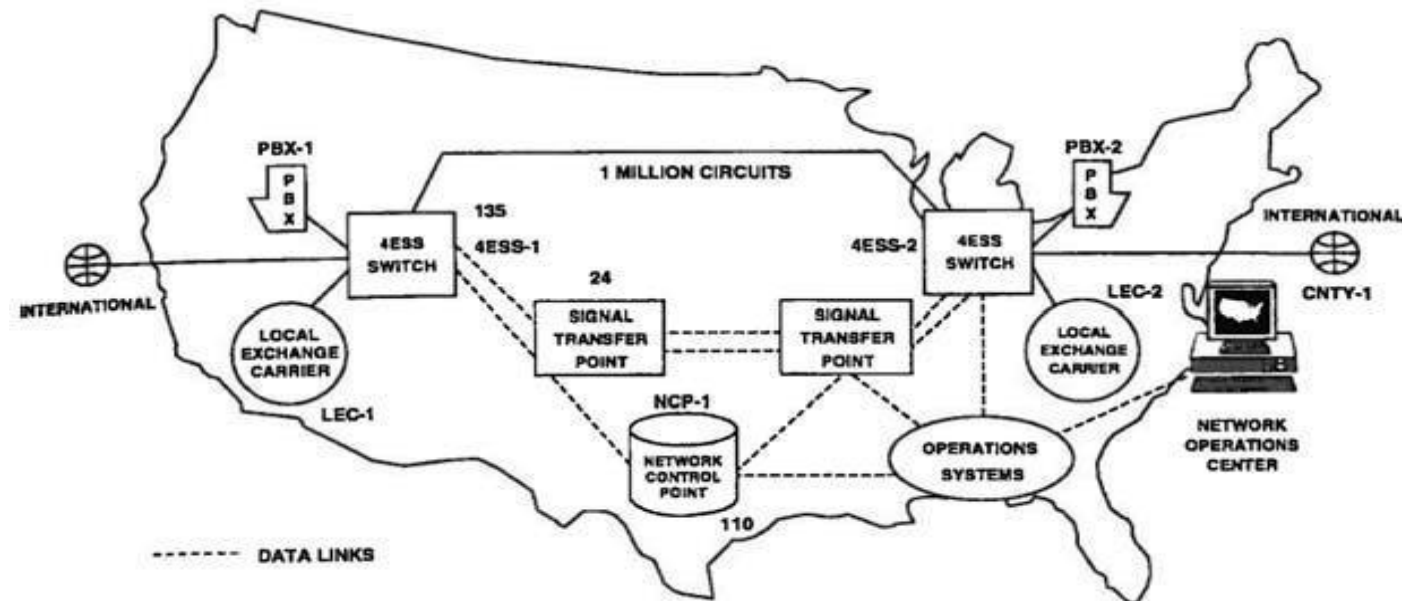 PBX-1
PBX
1 MILLION CIRCUITS
PBX-2
PBX
INTERNATIONAL
135
4ESS
SWITCH
4ESS-1
4ESS-2
4ESS
SWITCH
INTERNATIONAL
CNTY-1
24
SIGNAL
TRANSFER
POINT
SIGNAL
TRANSFER
POINT
LEC-2
LOCAL
EXCHANGE
CARRIER
LEC-1
LOCAL
EXCHANGE
CARRIER
NCP-1
NETWORK
CONTROL
POINT
110
OPERATIONS
SYSTEMS
NETWORK
OPERATIONS
CENTER
DATA LINKS